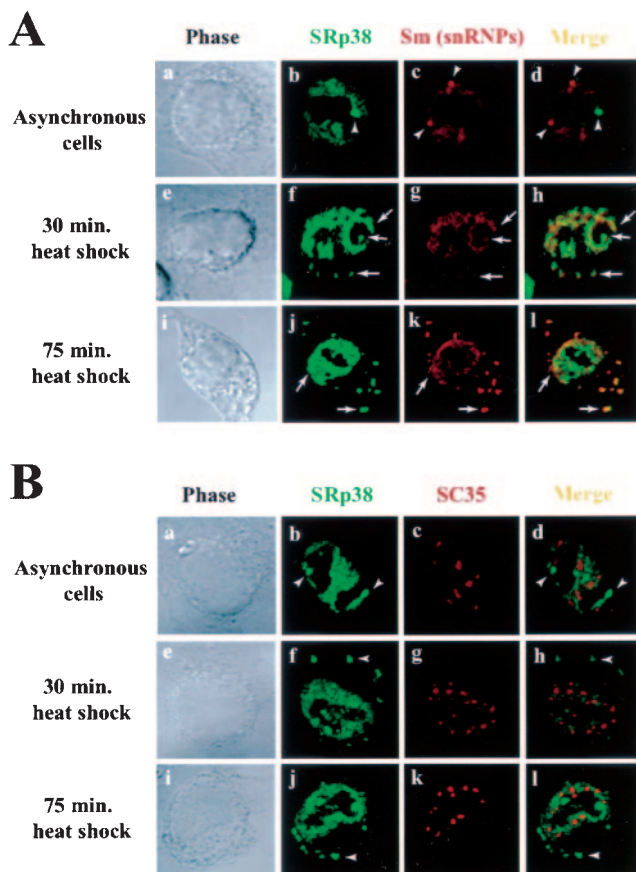 A
Phase SRp38 Sm (snRNPs) Merge
a b c d
Asynchronous
cells
e f g h
30 min.
heat shock
i j k l
75 min.
heat shock
B
Phase SRp38 SC35 Merge
a b c d
Asynchronous
cells
e f g h
30 min.
heat shock
i j k l
75 min.
heat shock